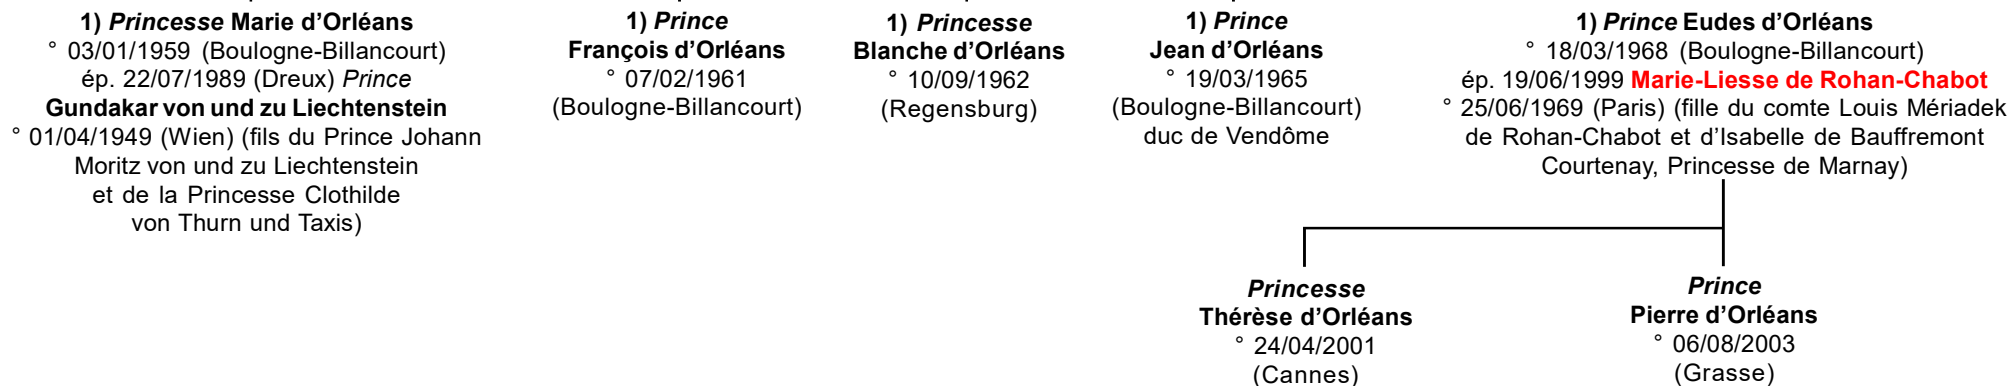 1) Princesse Marie d’Orléans
° 03/01/1959 (Boulogne-Billancourt)
ép. 22/07/1989 (Dreux) Prince
Gundakar von und zu Liechtenstein
° 01/04/1949 (Wien) (fils du Prince Johann
Moritz von und zu Liechtenstein
et de la Princesse Clothilde
von Thurn und Taxis)
1) Prince
François d’Orléans
° 07/02/1961
(Boulogne-Billancourt)
1) Princesse
Blanche d’Orléans
° 10/09/1962
(Regensburg)
1) Prince
Jean d’Orléans
° 19/03/1965
(Boulogne-Billancourt)
duc de Vendôme
1) Prince Eudes d’Orléans
° 18/03/1968 (Boulogne-Billancourt)
ép. 19/06/1999 Marie-Liesse de Rohan-Chabot
° 25/06/1969 (Paris) (fille du comte Louis Mériadek
de Rohan-Chabot et d’Isabelle de Bauffremont
Courtenay, Princesse de Marnay)
Princesse
Thérèse d’Orléans
° 24/04/2001
(Cannes)
Prince
Pierre d’Orléans
° 06/08/2003
(Grasse)